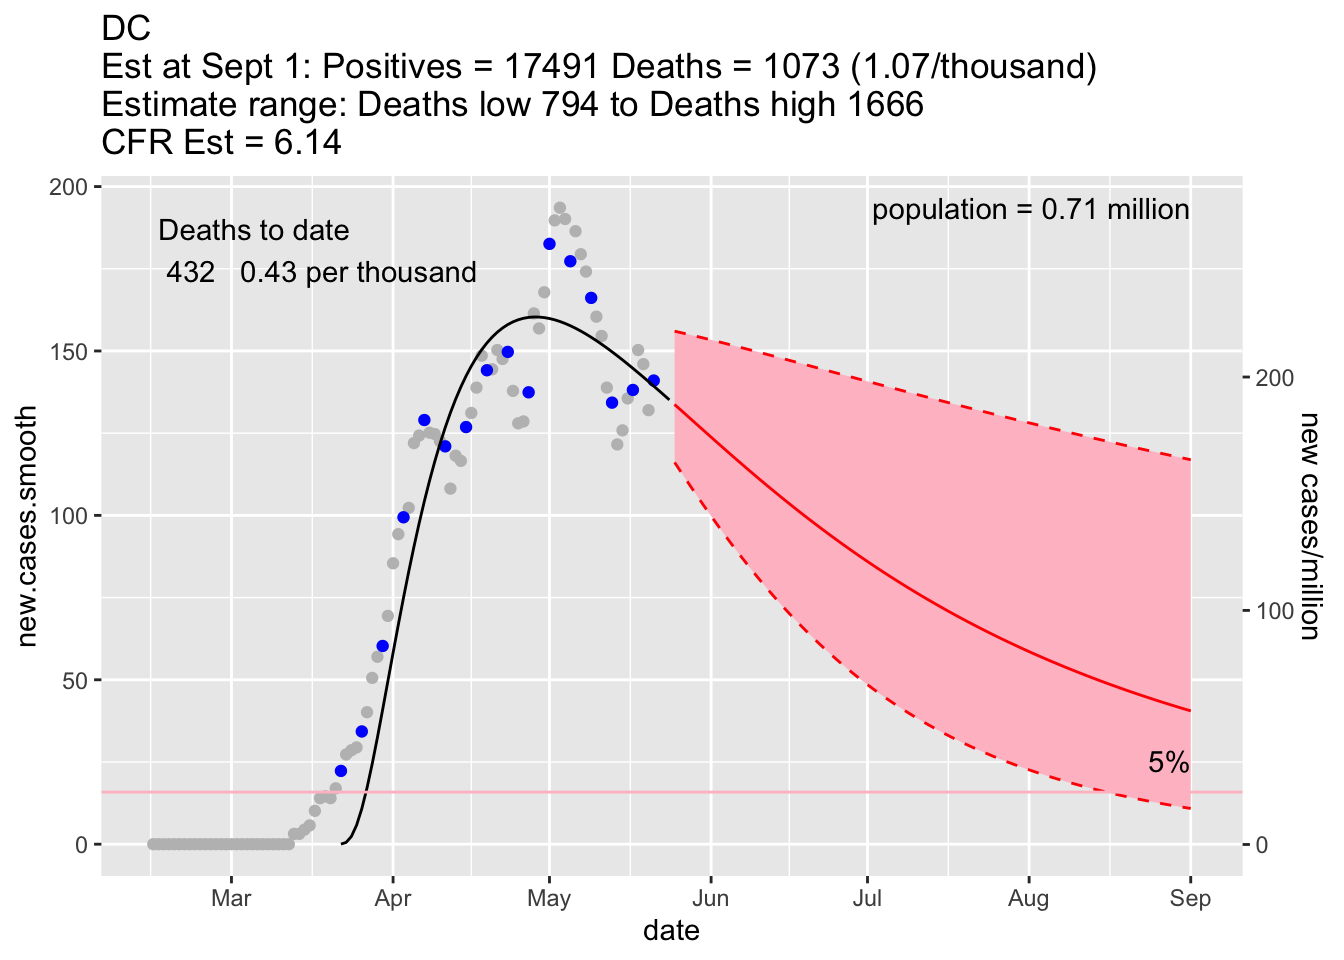 DC
Est at Sept 1: Positives = 17491 Deaths = 1073 (1.07/thousand)
Estimate range: Deaths low 794 to Deaths high 1666
CFR Est = 6.14
Deaths to date
432 0.43 per thousand
population = 0.71 million
5%
new.cases.smooth
200
150
100
50
0
new cases/million
200
100
0
Mar Apr May Jun Jul Aug Sep
date